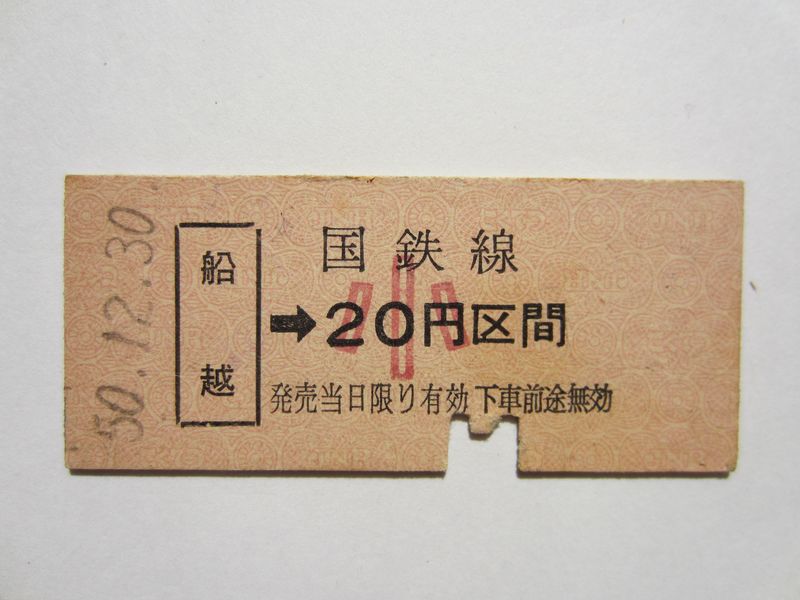 50.12.30.
船越
国鉄線
小
➡20円区間
発売当日限り有効 下車前途無効